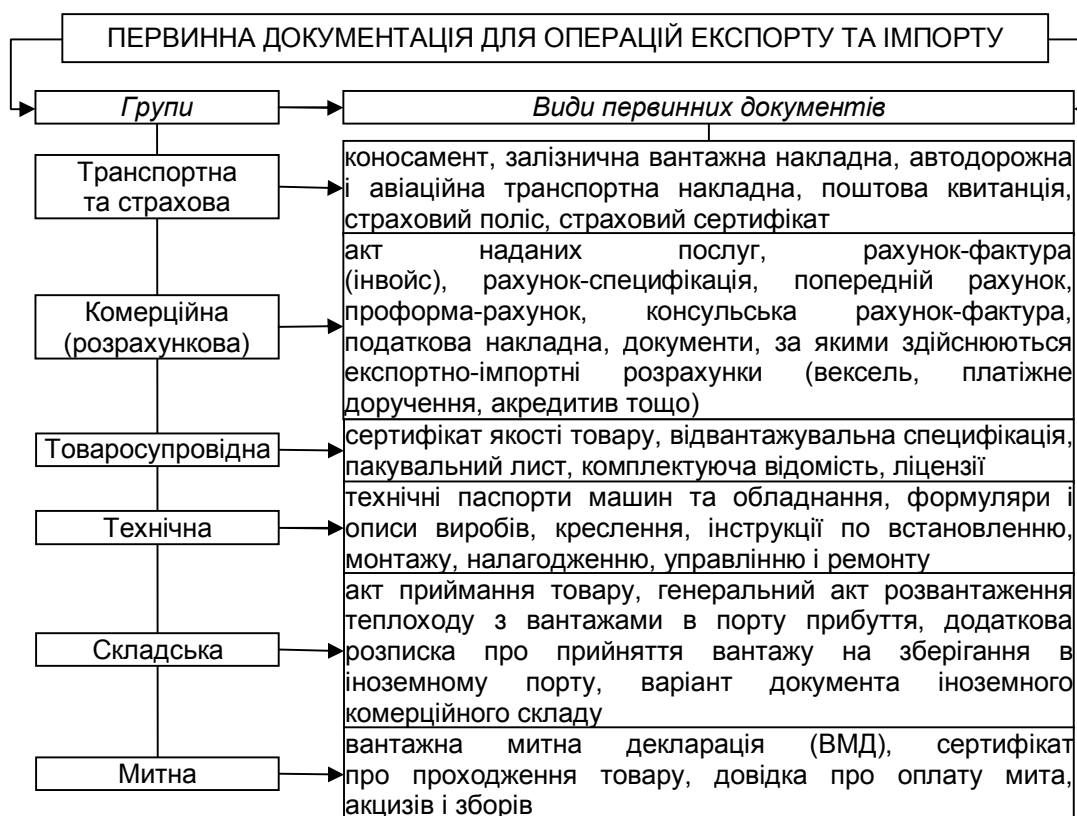 ПЕРВИННА ДОКУМЕНТАЦІЯ ДЛЯ ОПЕРАЦІЙ ЕКСПОРТУ ТА ІМПОРТУ
Групи
Види первинних документів
Транспортна
та страхова
коносамент, залізнична вантажна накладна, автодорожна
і авіаційна транспортна накладна, поштова квитанція,
страховий поліс, страховий сертифікат
Комерційна
(розрахункова)
акт наданих послуг, рахунок-фактура
(інвойс), рахунок-специфікація, попередній рахунок,
проформа-рахунок, консульська рахунок-фактура,
податкова накладна, документи, за якими здійснюються
експортно-імпортні розрахунки (вексель, платіжне
доручення, акредитив тощо)
Товаросупровідна
сертифікат якості товару, відвантажувальна специфікація,
пакувальний лист, комплектуюча відомість, ліцензії
Технічна
технічні паспорти машин та обладнання, формуляри і
описи виробів, креслення, інструкції по встановленню,
монтажу, налагодженню, управлінню і ремонту
Складська
акт приймання товару, генеральний акт розвантаження
теплоходу з вантажами в порту прибуття, додаткова
розписка про прийняття вантажу на зберігання в
іноземному порту, варіант документа іноземного
комерційного складу
Митна
вантажна митна декларація (ВМД), сертифікат
про проходження товару, довідка про оплату мита,
акцизів і зборів